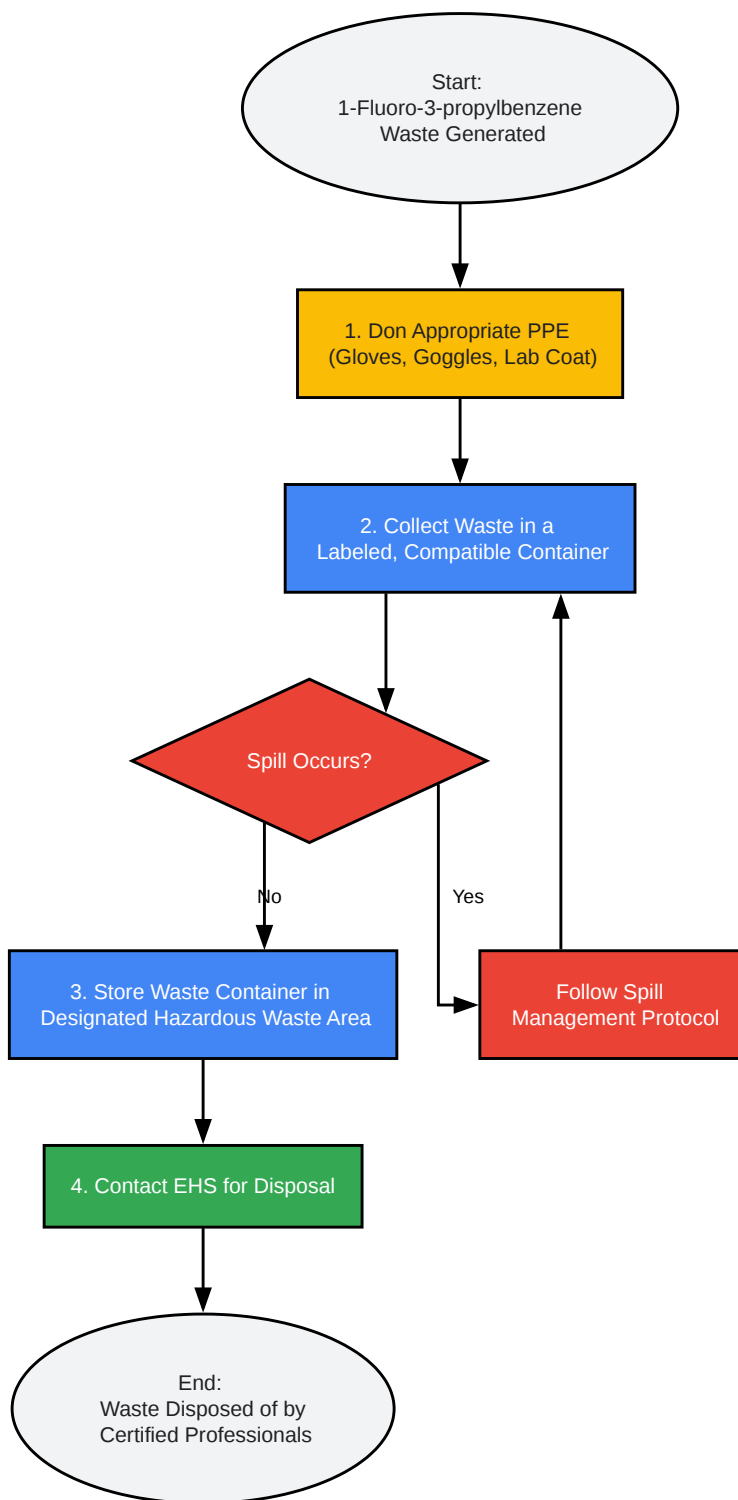 Start:
1-Fluoro-3-propylbenzene
Waste Generated
1. Don Appropriate PPE
(Gloves, Goggles, Lab Coat)
2. Collect Waste in a
Labeled, Compatible Container
Spill Occurs?
No
Yes
3. Store Waste Container in
Designated Hazardous Waste Area
Follow Spill
Management Protocol
4. Contact EHS for Disposal
End:
Waste Disposed of by
Certified Professionals